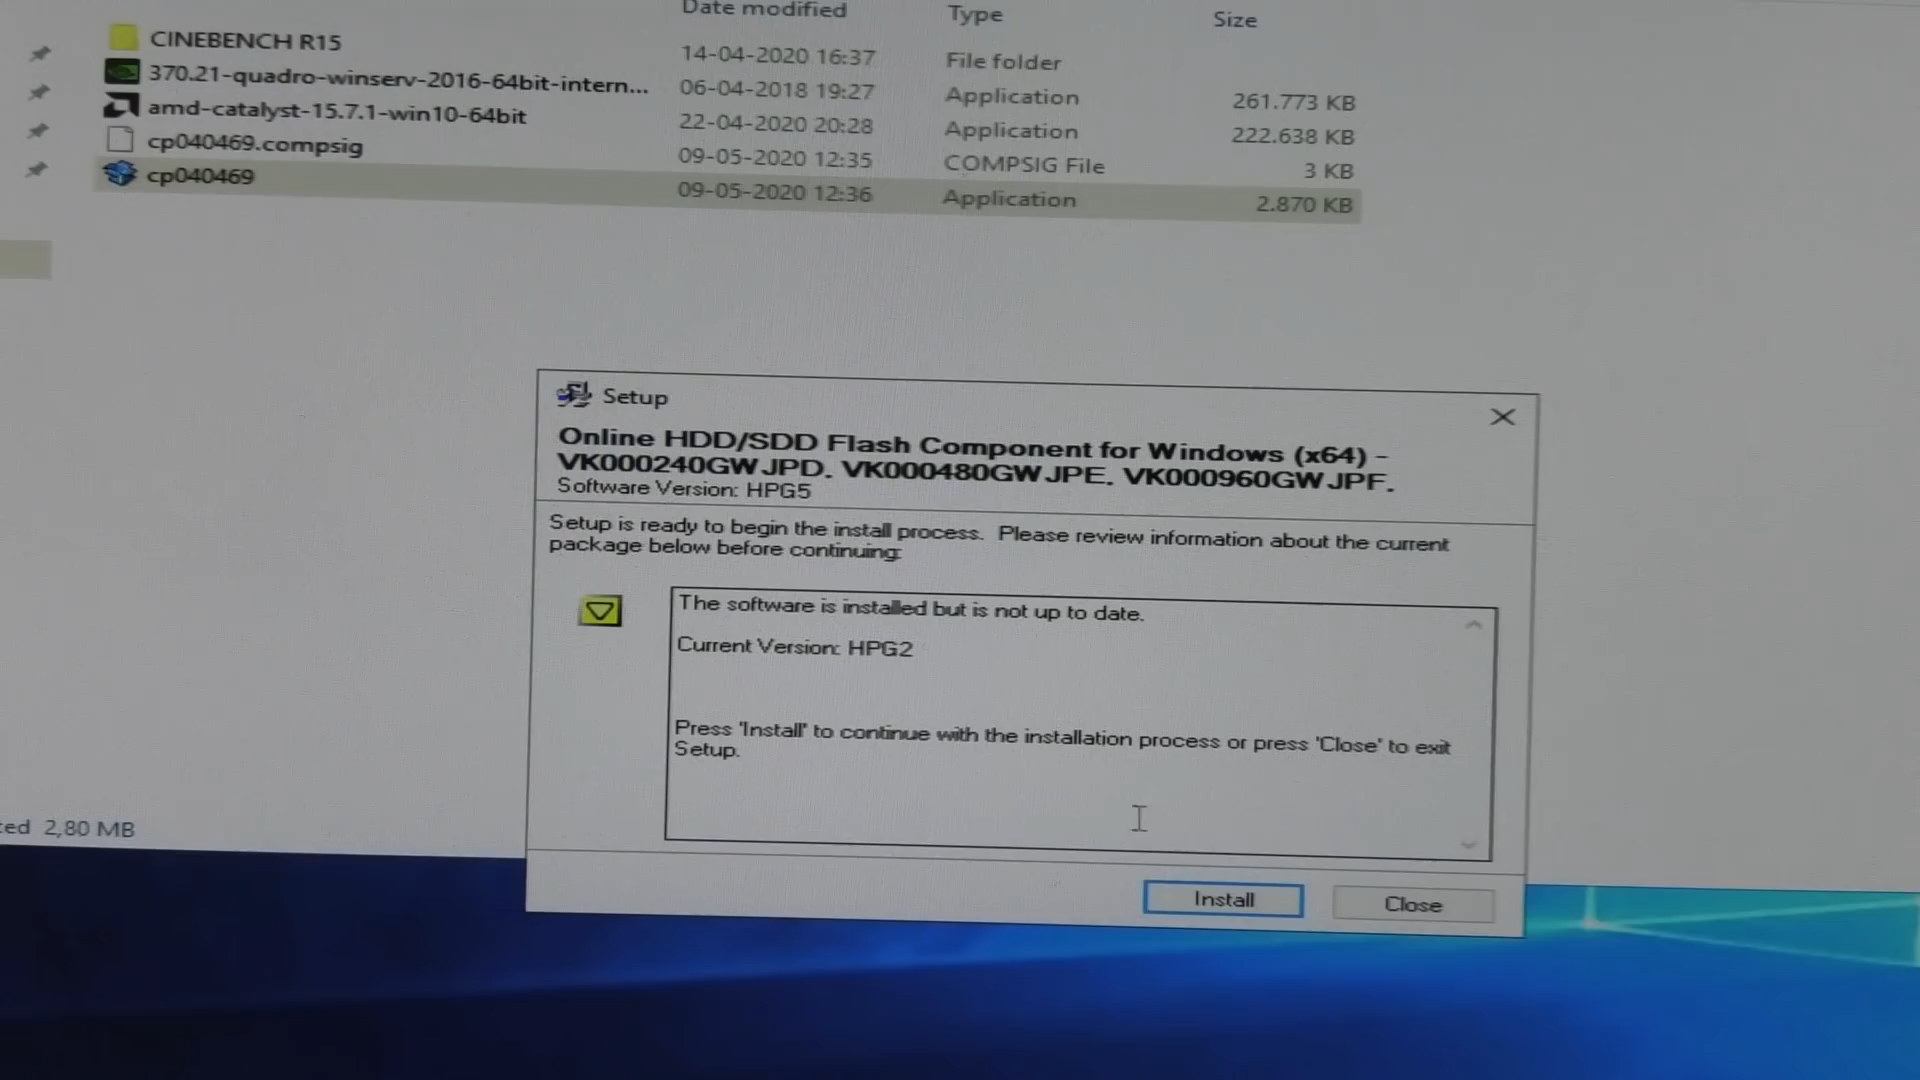 Date modified Type Size
CINEBENCH R15 14-04-2020 16:37 File folder
370.21-quadro-winserv-2016-64bit-intern... 06-04-2018 19:27 Application 261.773 KB
amd-catalyst-15.7.1-win10-64bit 22-04-2020 20:28 Application 222.638 KB
cp040469.compsig 09-05-2020 12:35 COMPSIG File 3 KB
cp040469 09-05-2020 12:36 Application 2.870 KB
Setup
Online HDD/SDD Flash Component for Windows (x64) -
VK000240GWJPD. VK000480GWJPE. VK000960GWJPF.
Software Version: HPG5
Setup is ready to begin the install process. Please review information about the current
package below before continuing:
The software is installed but is not up to date.
Current Version: HPG2
Press 'Install' to continue with the installation process or press 'Close' to exit
Setup.
2,80 MB
Install Close